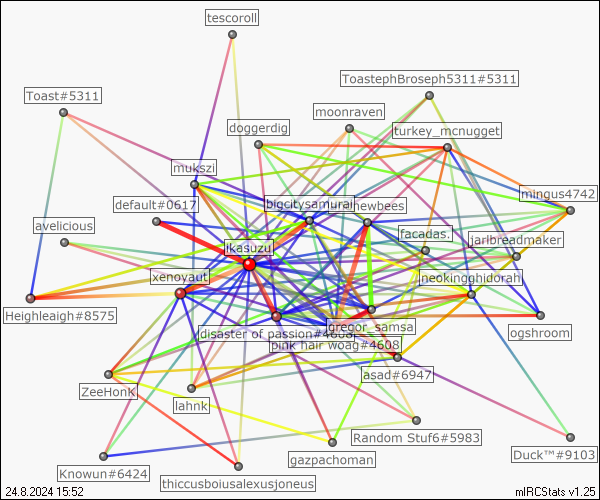 tescoroll
ToastephBroseph5311#5311
Toast#5311
moonraven
doggerdig
turkey_mcnugget
mukszi
mingus4742
default#0617
bigcitysamurai
newbees
avelicious
facadas.
jarlbreadmaker
jkasuzu
xenoyaut
neokingghidorah
Heighleaigh#8575
disaster of passion#4608
gregor_samsa
ogshroom
pink hair woag#4608
asad#6947
ZeeHonk
lahnk
Random Stuf6#5983
Duck™#9103
gazpachoman
Knowun#6424
thiccusboiusalexusjoneus
24.8.2024 15:52
mIRCStats v1.25